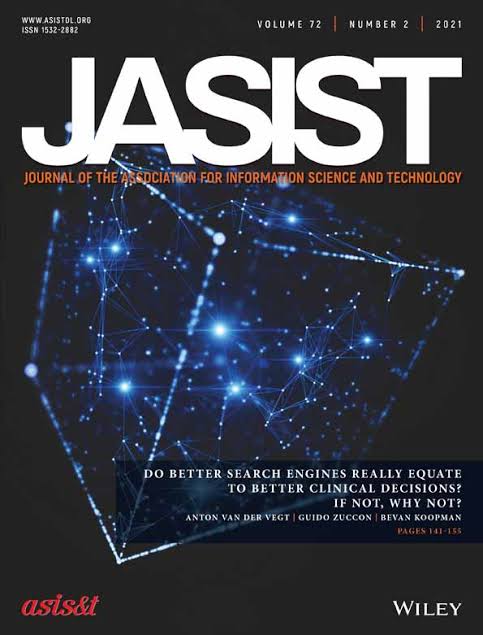 WWW.ASISTDL.ORG
ISSN 1532-2882
VOLUME 72 | NUMBER 2 | 2021
JASIST
JOURNAL OF THE ASSOCIATION FOR INFORMATION SCIENCE AND TECHNOLOGY
DO BETTER SEARCH ENGINES REALLY EQUATE
TO BETTER CLINICAL DECISIONS?
IF NOT, WHY NOT?
ANTON VAN DER VEGT | GUIDO ZUCCON | BEVAN KOOPMAN
PAGES 141-155
asis&t
WILEY